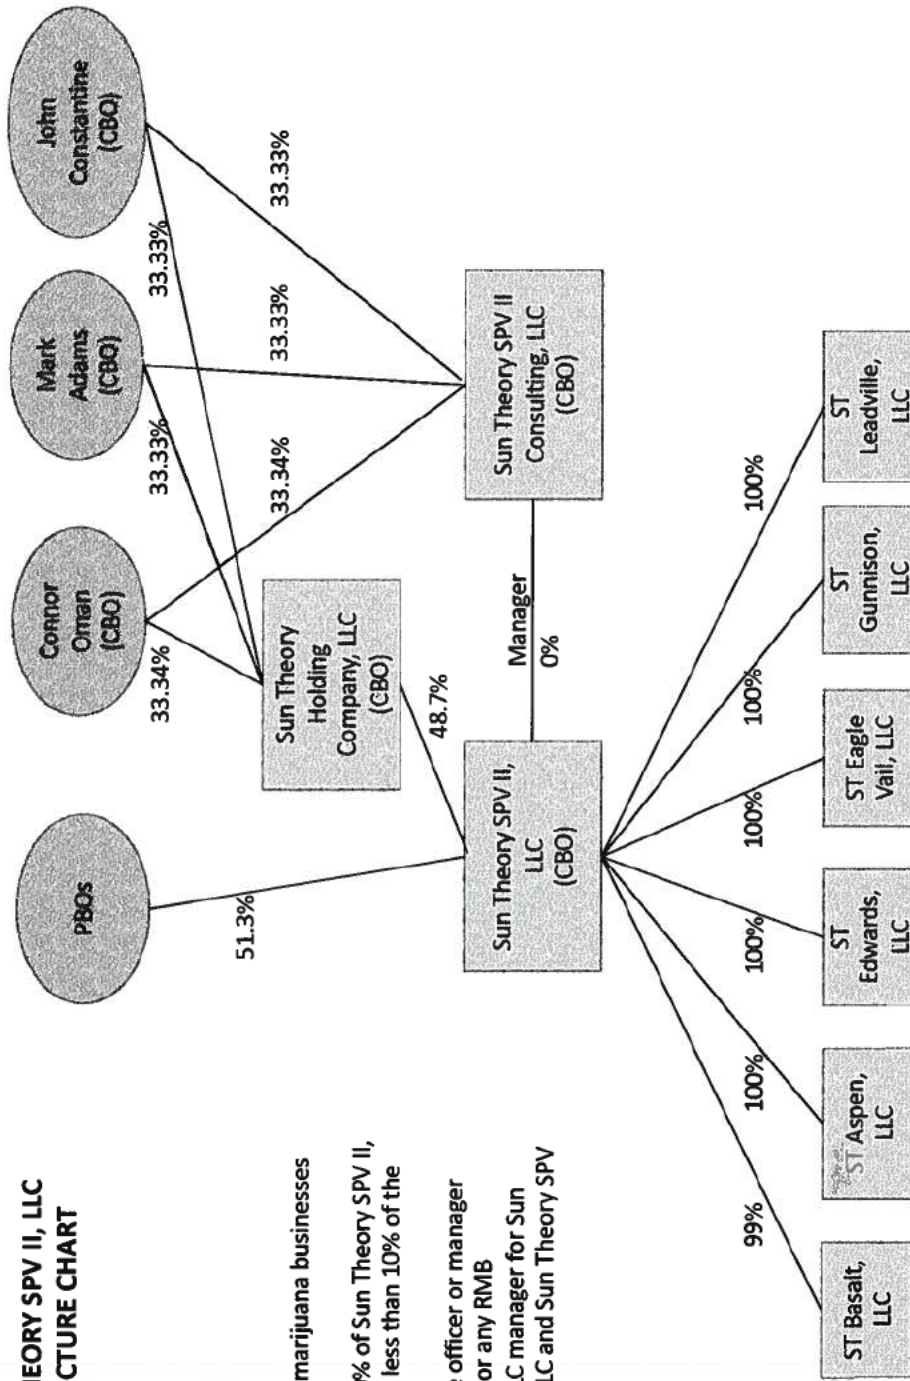 HEORY SPV II, LLC
CTURE CHART
marijuana businesses
% of Sun Theory SPV II,
less than 10% of the
officer or manager
or any RMB
LC manager for Sun
LC and Sun Theory SPV
PBOs
Connor
Oman
(CBO)
Mark
Adams
(CBO)
John
Constantine
(CBO)
51.3%
33.34%
33.33%
33.33%
33.34%
33.33%
33.33%
Sun Theory
Holding
Company, LLC
(CBO)
48.7%
Sun Theory SPV II,
LLC
(CBO)
Manager
0%
Sun Theory SPV II
Consulting, LLC
(CBO)
99%
100%
100%
100%
100%
100%
ST Basalt,
LLC
ST Aspen,
LLC
ST
Edwards,
LLC
ST Eagle
Vail, LLC
ST
Gunnison,
LLC
ST
Leadville,
LLC